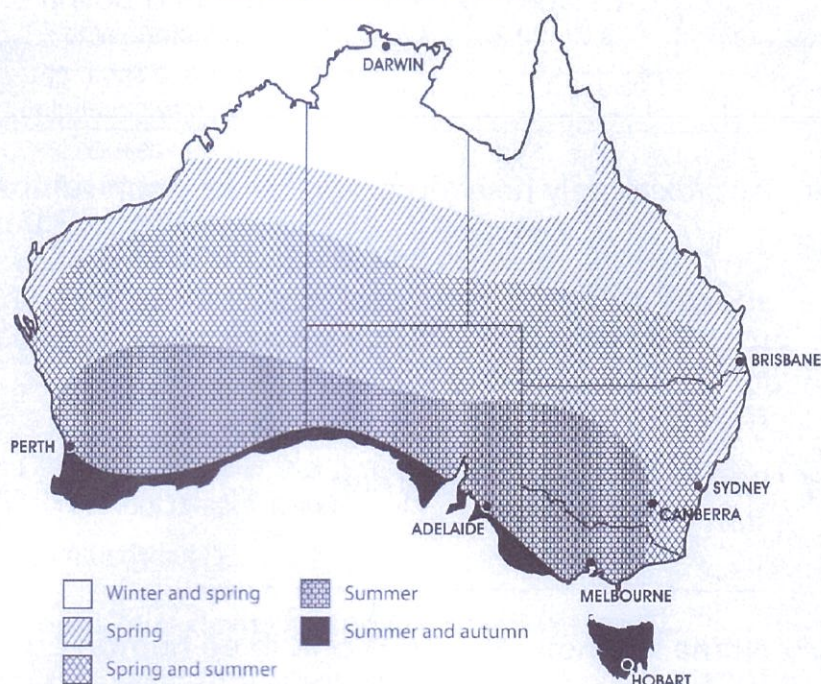 DARWIN
BRISBANE
PERTH
SYDNEY
CANBERRA
ADELAIDE
MELBOURNE
HOBART
Winter and spring
Spring
Spring and summer
Summer
Summer and autumn